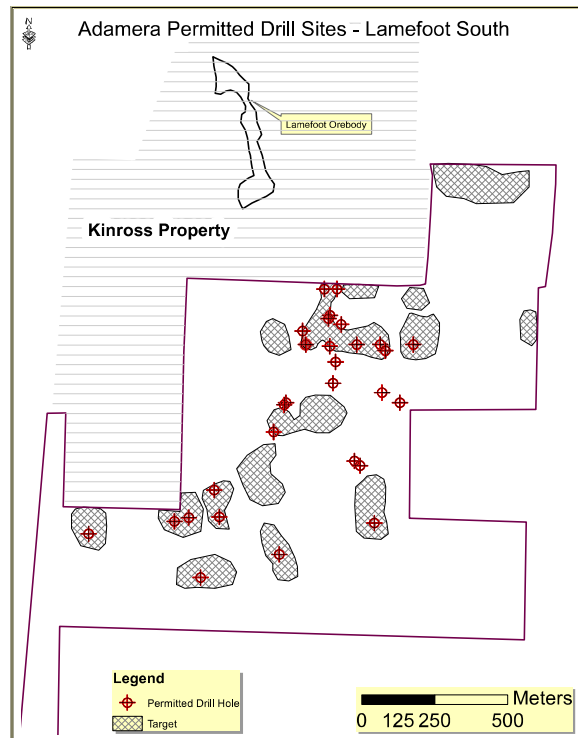 Adamera Permitted Drill Sites - Lamefoot South
N
Lamefoot Orebody
Kinross Property
Legend
Permitted Drill Hole
Target
Meters
0 125 250 500